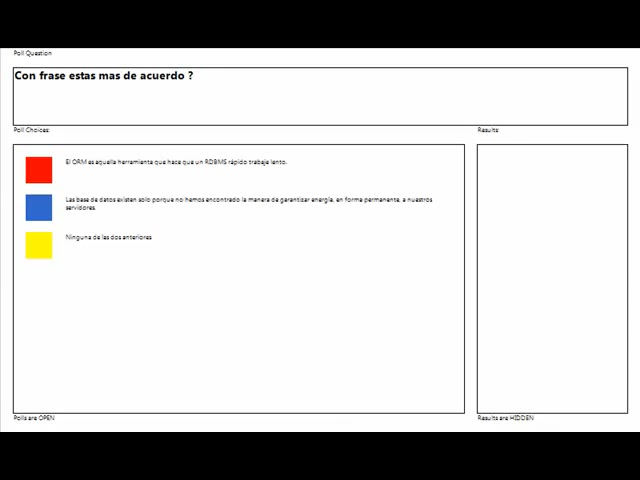 Poll Question
Con frase estas mas de acuerdo ?
Poll Choices:
Results:
El ORM es aquella herramienta que hace que un RDBMS rápido trabaje lento.
Las base de datos existen solo porque no hemos encontrado la manera de garantizar energía, en forma permanente, a nuestros
servidores.
Ninguna de las dos anteriores
Polls are OPEN
Results are HIDDEN